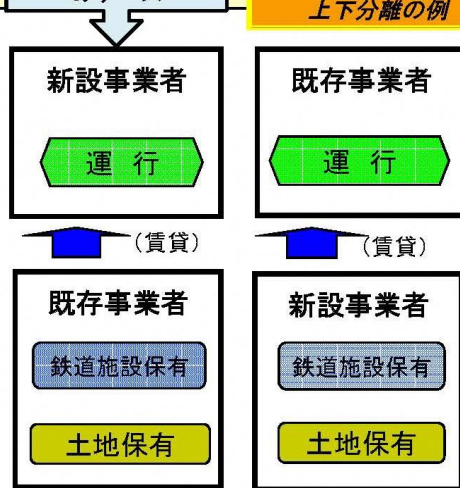 上下分離の例
新設事業者
運 行
(賃貸)
既存事業者
鉄道施設保有
土地保有
既存事業者
運 行
(賃貸)
新設事業者
鉄道施設保有
土地保有